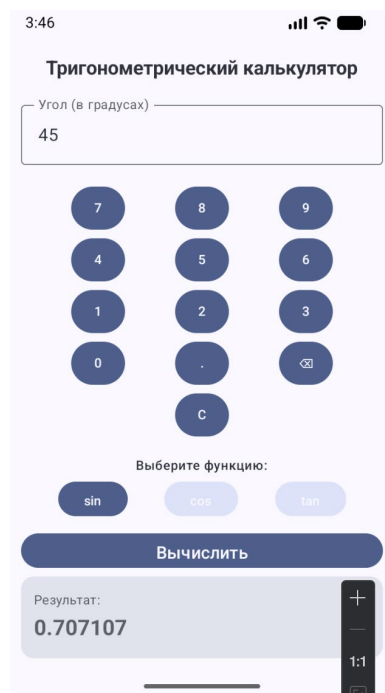 3:46
Тригонометрический калькулятор
Угол (в градусах)
45
7 8 9
4 5 6
1 2 3
0 . ⌫
C
Выберите функцию:
sin cos tan
Вычислить
Результат:
0.707107
1:1